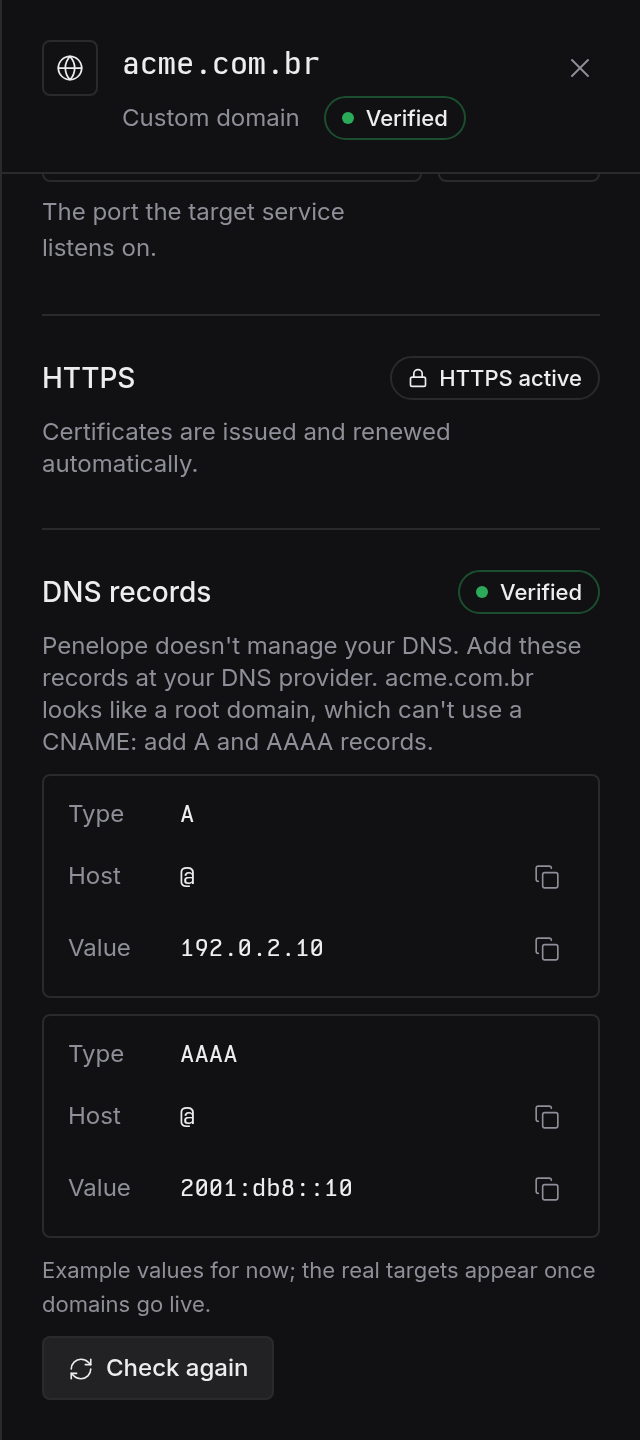 acme.com.br
Custom domain
Verified
The port the target service
listens on.
HTTPS
HTTPS active
Certificates are issued and renewed
automatically.
DNS records
Verified
Penelope doesn't manage your DNS. Add these
records at your DNS provider. acme.com.br
looks like a root domain, which can't use a
CNAME: add A and AAAA records.
Type A
Host @
Value 192.0.2.10
Type AAAA
Host @
Value 2001:db8::10
Example values for now; the real targets appear once
domains go live.
Check again